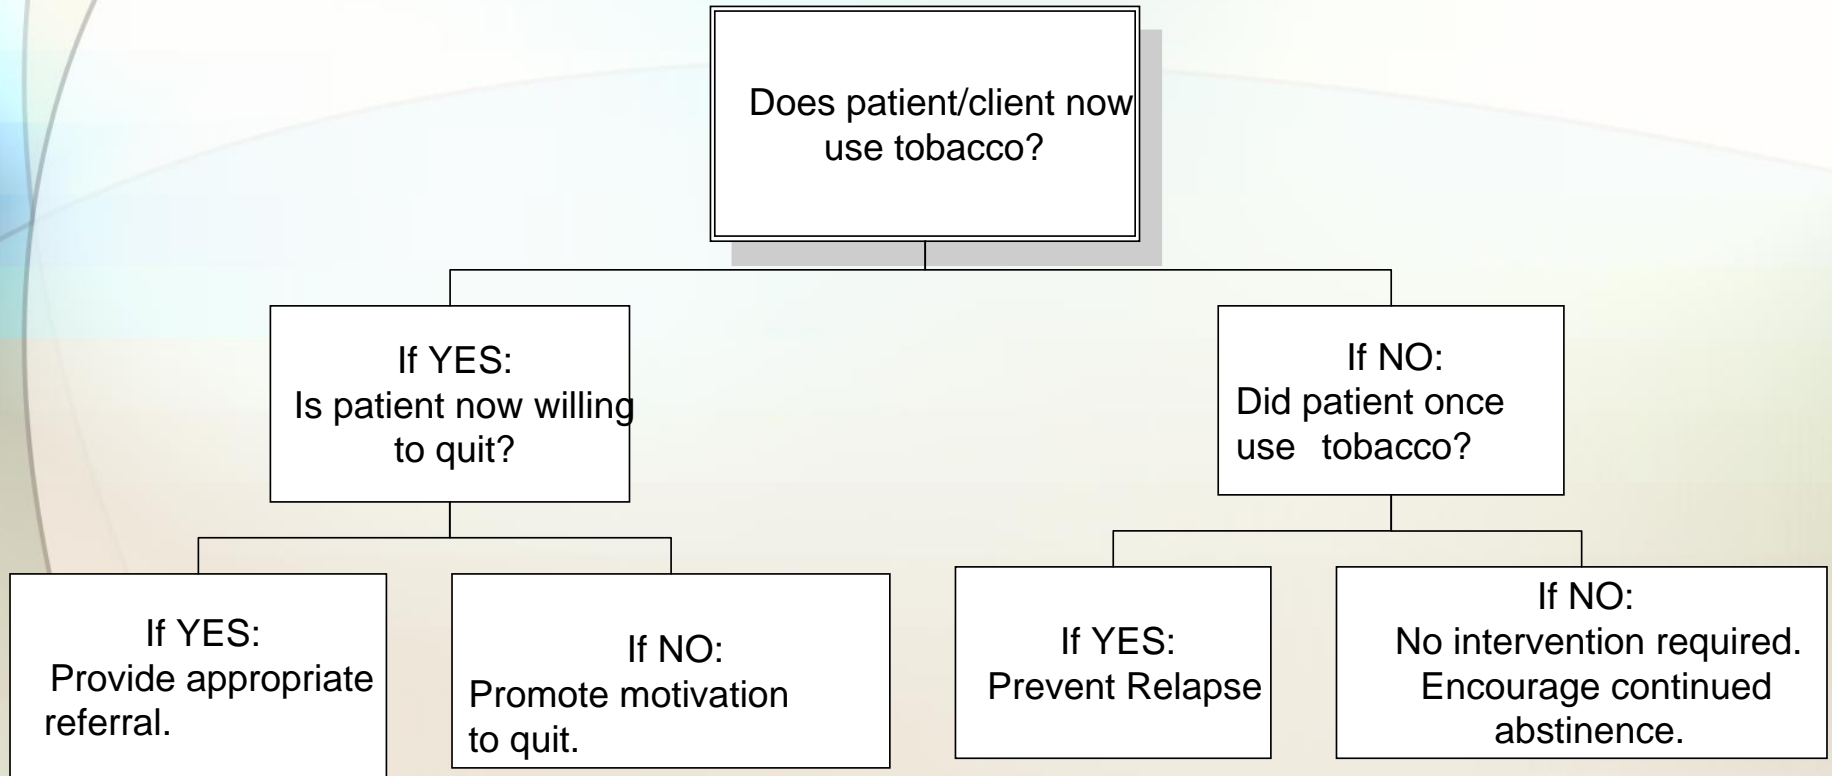 Does patient/client now
use tobacco?
If YES:
Is patient now willing
to quit?
If NO:
Did patient once
use tobacco?
If YES:
Provide appropriate
referral.
If NO:
Promote motivation
to quit.
If YES:
Prevent Relapse
If NO:
No intervention required.
Encourage continued
abstinence.